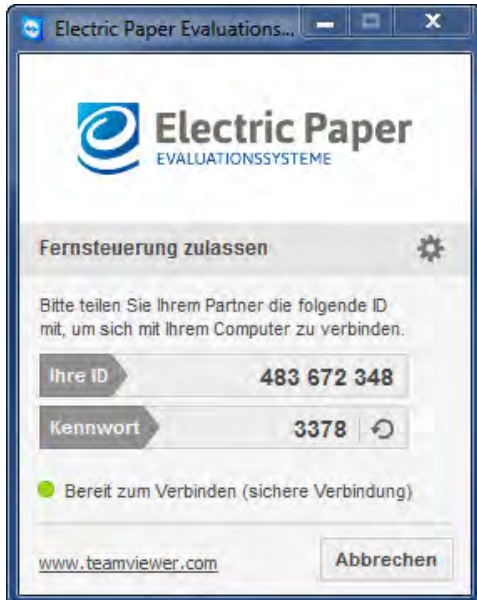 Electric Paper Evaluations...
Electric Paper
EVALUATIONSSYSTEME
Fernsteuerung zulassen
Bitte teilen Sie Ihrem Partner die folgende ID
mit, um sich mit Ihrem Computer zu verbinden.
Ihre ID 483 672 348
Kennwort 3378
Bereit zum Verbinden (sichere Verbindung)
www.teamviewer.com Abbrechen